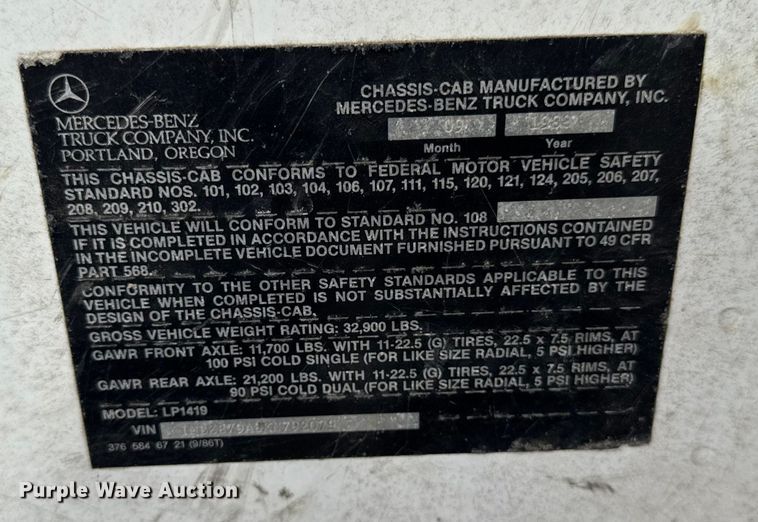 MERCEDES-BENZ
TRUCK COMPANY, INC.
PORTLAND, OREGON
CHASSIS-CAB MANUFACTURED BY
MERCEDES-BENZ TRUCK COMPANY, INC.
09
Month Year
THIS CHASSIS-CAB CONFORMS TO FEDERAL MOTOR VEHICLE SAFETY
STANDARD NOS. 101, 102, 103, 104, 106, 107, 111, 115, 120, 121, 124, 205, 206, 207,
208, 209, 210, 302.
THIS VEHICLE WILL CONFORM TO STANDARD NO. 108
IF IT IS COMPLETED IN ACCORDANCE WITH THE INSTRUCTIONS CONTAINED
IN THE INCOMPLETE VEHICLE DOCUMENT FURNISHED PURSUANT TO 49 CFR
PART 568.
CONFORMITY TO THE OTHER SAFETY STANDARDS APPLICABLE TO THIS
VEHICLE WHEN COMPLETED IS NOT SUBSTANTIALLY AFFECTED BY THE
DESIGN OF THE CHASSIS-CAB.
GROSS VEHICLE WEIGHT RATING: 32,900 LBS.
GAWR FRONT AXLE: 11,700 LBS. WITH 11-22.5 (G) TIRES, 22.5 x 7.5 RIMS, AT
100 PSI COLD SINGLE (FOR LIKE SIZE RADIAL, 5 PSI HIGHER)
GAWR REAR AXLE: 21,200 LBS. WITH 11-22.5 (G) TIRES, 22.5 x 7.5 RIMS, AT
90 PSI COLD DUAL (FOR LIKE SIZE RADIAL, 5 PSI HIGHER)
MODEL: LP1419
VIN
376 584 67 21 (9/86T)
Purple Wave Auction